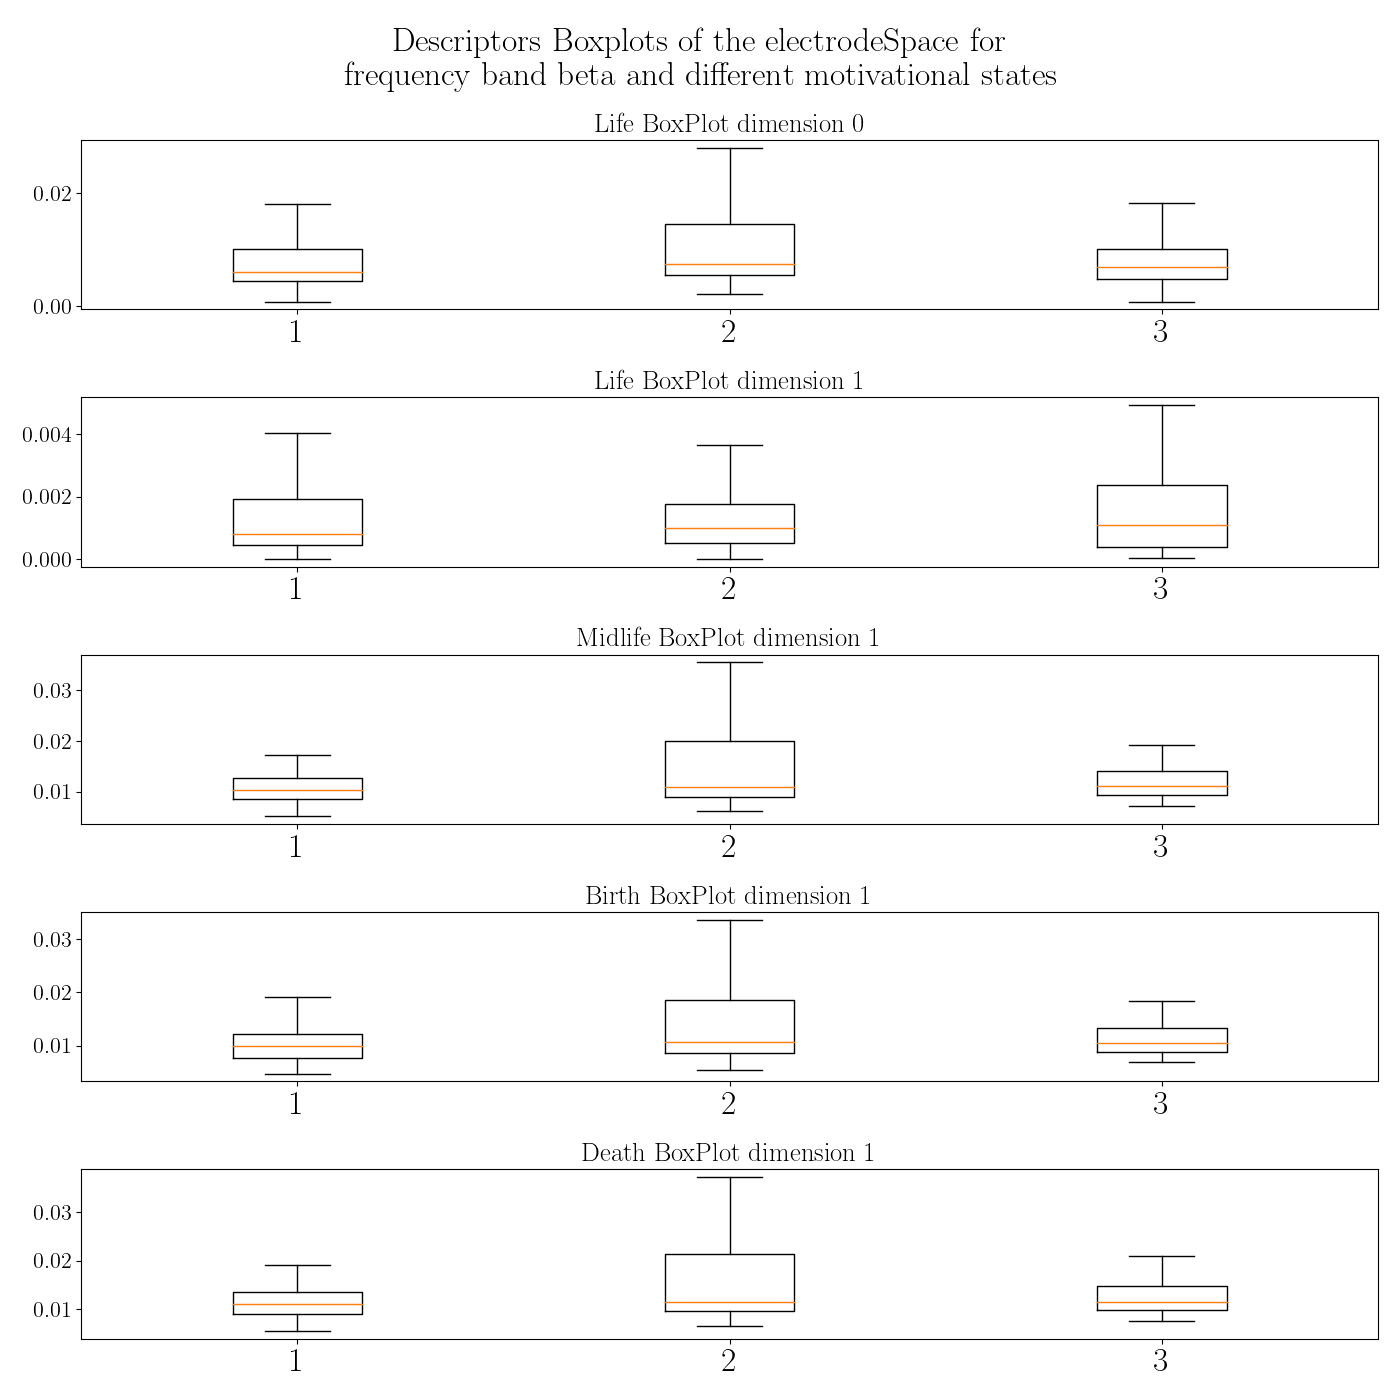 Descriptors Boxplots of the electrodeSpace for
frequency band beta and different motivational states
Life BoxPlot dimension 0
0.02
0.00
1 2 3
Life BoxPlot dimension 1
0.004
0.002
0.000
1 2 3
Midlife BoxPlot dimension 1
0.03
0.02
0.01
1 2 3
Birth BoxPlot dimension 1
0.03
0.02
0.01
1 2 3
Death BoxPlot dimension 1
0.03
0.02
0.01
1 2 3